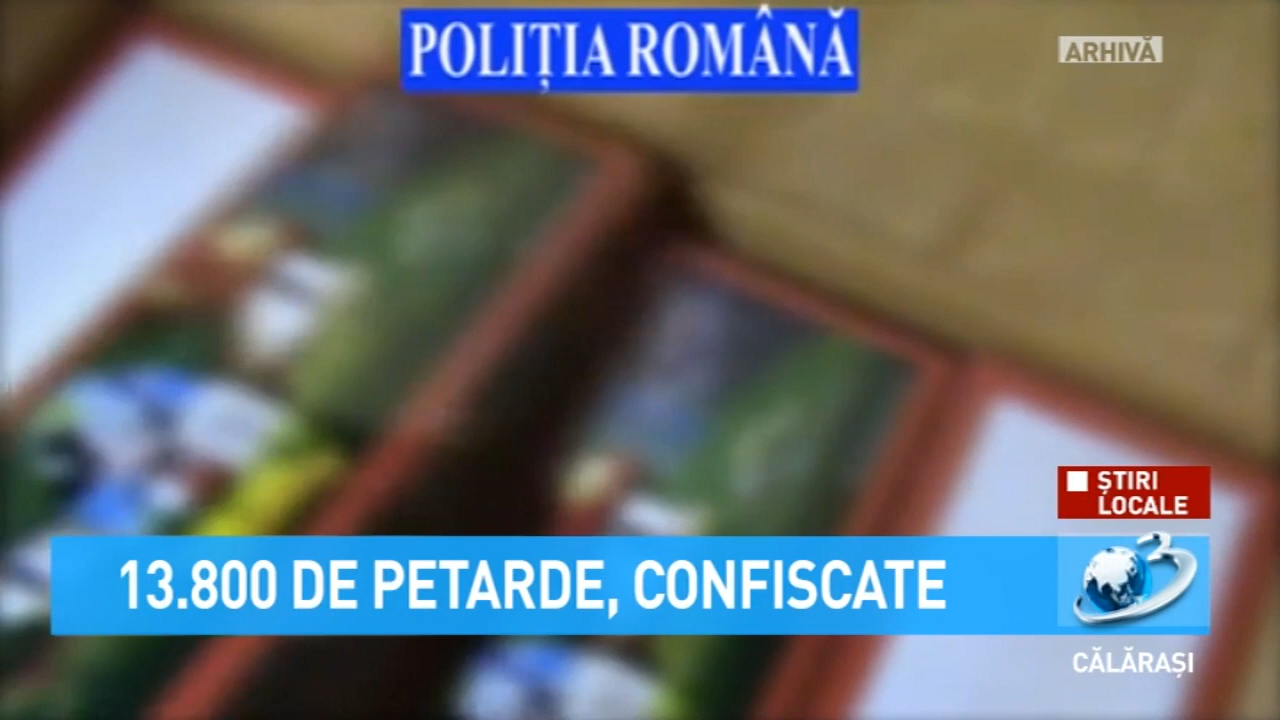 POLIȚIA ROMÂNĂ
ARHIVĂ
ȘTIRI
LOCALE
13.800 DE PETARDE, CONFISCATE
3
CĂLĂRAȘI